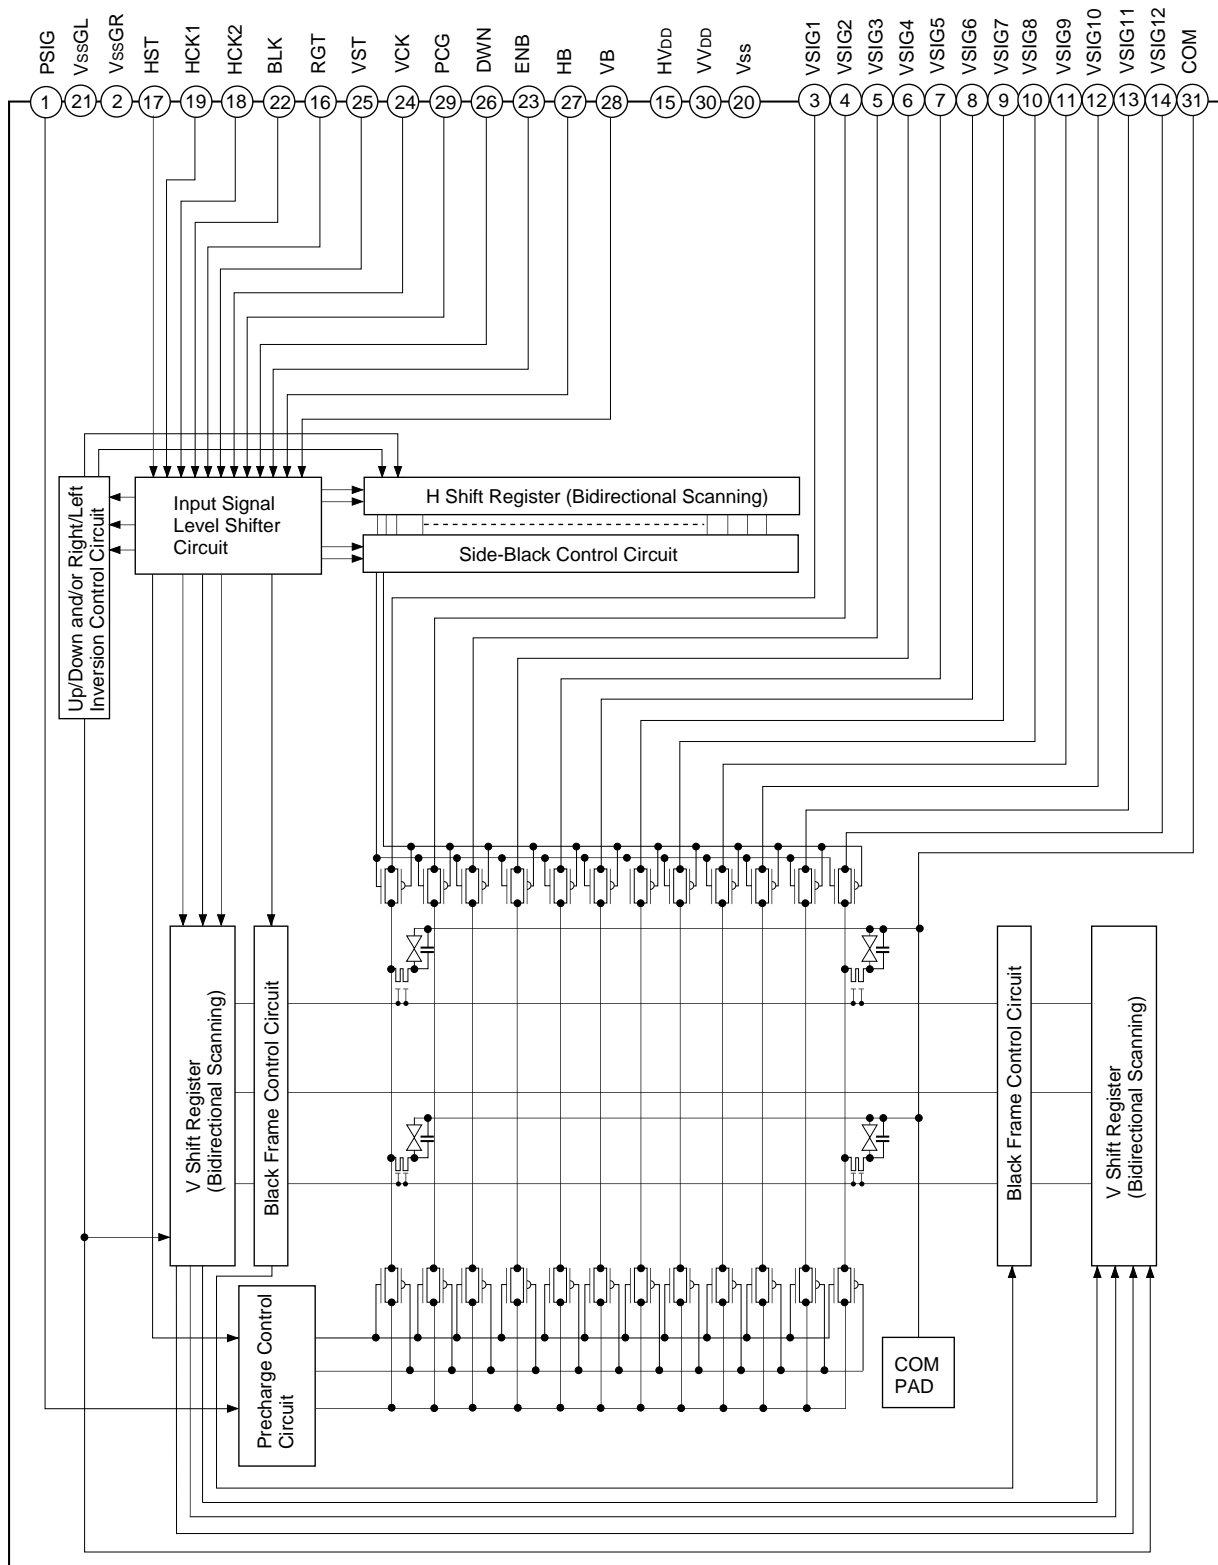 PSIG
VssGL
VssGR
HST
HCK1
HCK2
BLK
RGT
VST
VCK
PCG
DWN
ENB
HB
VB
HVDD
VVDD
Vss
VSIG1
VSIG2
VSIG3
VSIG4
VSIG5
VSIG6
VSIG7
VSIG8
VSIG9
VSIG10
VSIG11
VSIG12
COM
1
21
2
17
19
18
22
16
25
24
29
26
23
27
28
15
30
20
3
4
5
6
7
8
9
10
11
12
13
14
31
Up/Down and/or Right/Left
Inversion Control Circuit
Input Signal
Level Shifter
Circuit
H Shift Register (Bidirectional Scanning)
Side-Black Control Circuit
V Shift Register
(Bidirectional Scanning)
Black Frame Control Circuit
Black Frame Control Circuit
V Shift Register
(Bidirectional Scanning)
Precharge Control
Circuit
COM
PAD